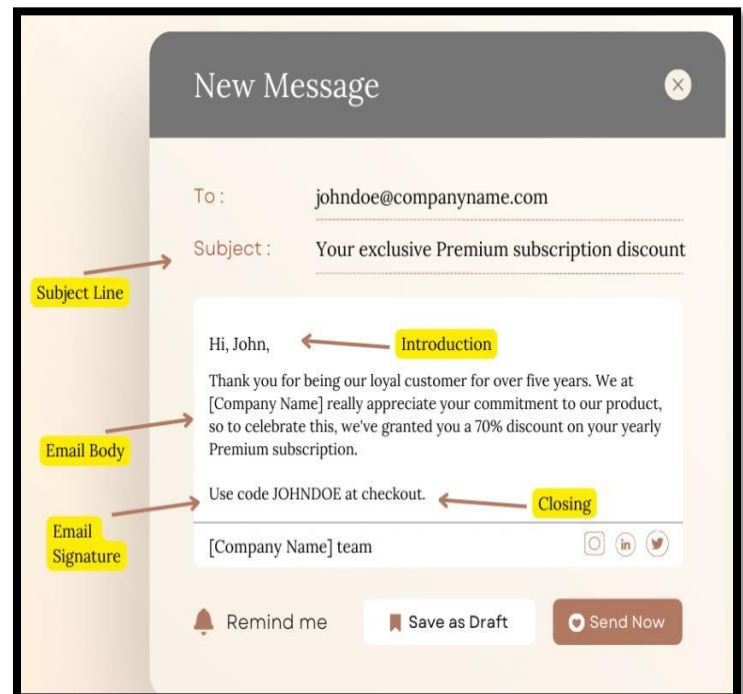 New Message
To :
johndoe@companyname.com
Subject :
Your exclusive Premium subscription discount
Subject Line
Hi, John,
Introduction
Thank you for being our loyal customer for over five years. We at
[Company Name] really appreciate your commitment to our product,
so to celebrate this, we've granted you a 70% discount on your yearly
Premium subscription.
Email Body
Use code JOHNDOE at checkout.
Closing
Email
Signature
[Company Name] team
in
Remind me
Save as Draft
Send Now